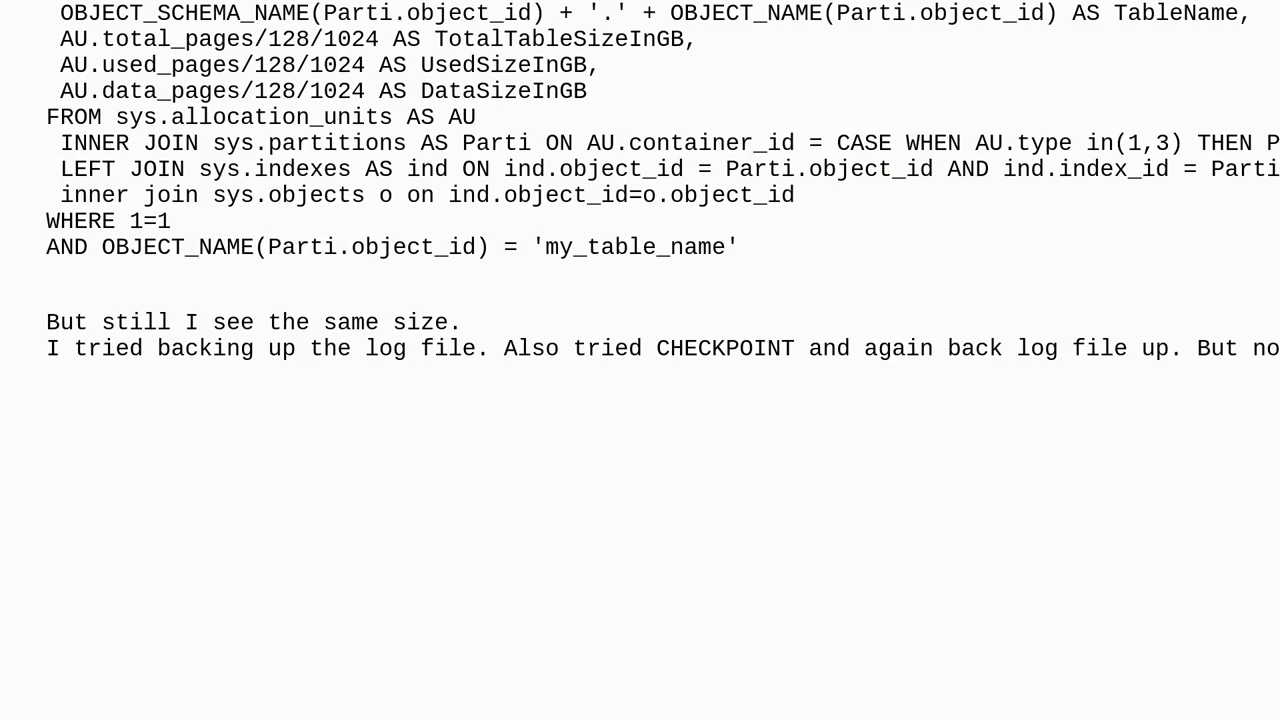 OBJECT_SCHEMA_NAME(Parti.object_id) + '.' + OBJECT_NAME(Parti.object_id) AS TableName,
AU.total_pages/128/1024 AS TotalTableSizeInGB,
AU.used_pages/128/1024 AS UsedSizeInGB,
AU.data_pages/128/1024 AS DataSizeInGB
FROM sys.allocation_units AS AU
INNER JOIN sys.partitions AS Parti ON AU.container_id = CASE WHEN AU.type in(1,3) THEN P
LEFT JOIN sys.indexes AS ind ON ind.object_id = Parti.object_id AND ind.index_id = Parti
inner join sys.objects o on ind.object_id=o.object_id
WHERE 1=1
AND OBJECT_NAME(Parti.object_id) = 'my_table_name'
But still I see the same size.
I tried backing up the log file. Also tried CHECKPOINT and again back log file up. But no